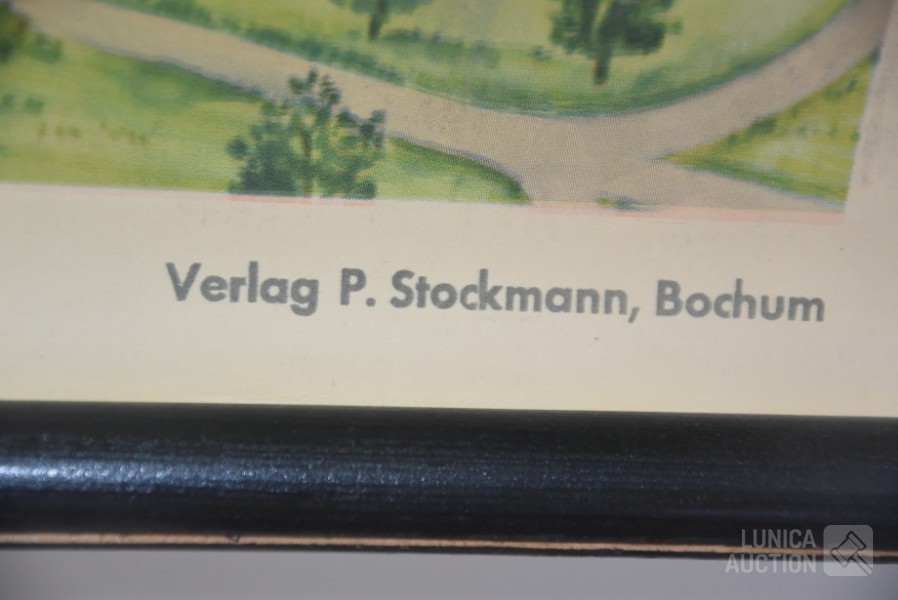 Verlag P. Stockmann, Bochum
LUNICA
AUCTION